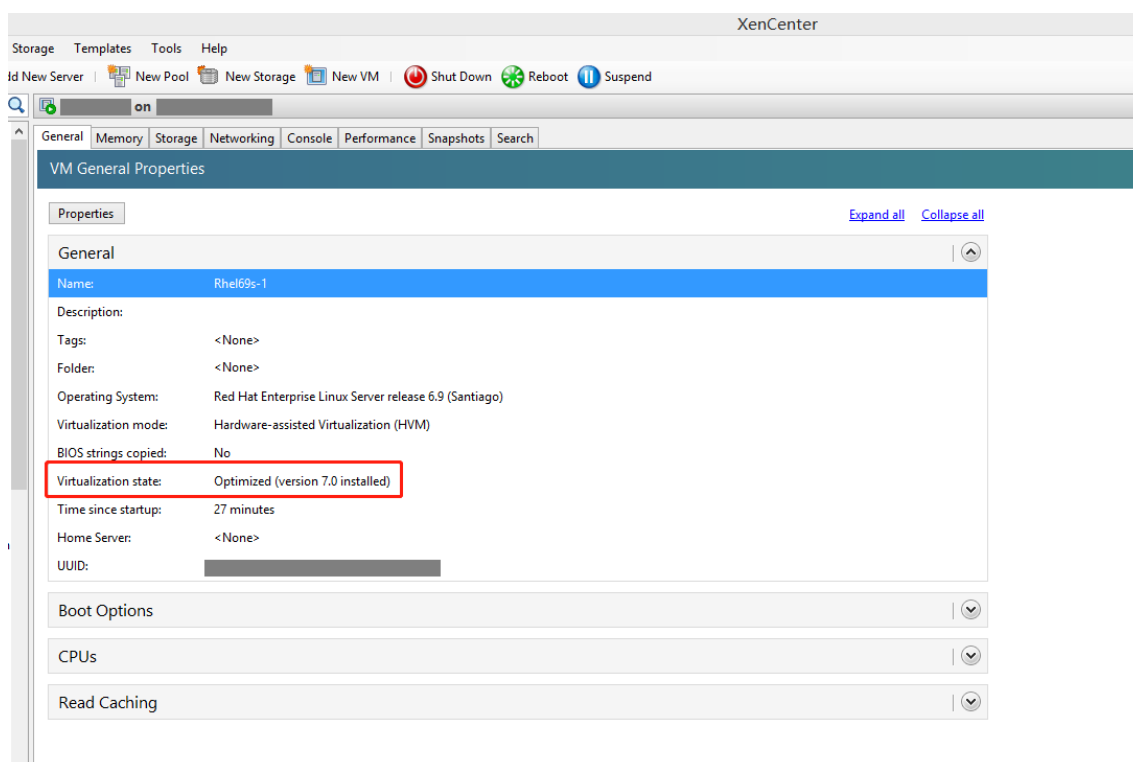 XenCenter
Storage Templates Tools Help
dd New Server New Pool New Storage New VM Shut Down Reboot Suspend
on
General Memory Storage Networking Console Performance Snapshots Search
VM General Properties
Properties Expand all Collapse all
General
Name: Rhel69s-1
Description:
Tags: <None>
Folder: <None>
Operating System: Red Hat Enterprise Linux Server release 6.9 (Santiago)
Virtualization mode: Hardware-assisted Virtualization (HVM)
BIOS strings copied: No
Virtualization state: Optimized (version 7.0 installed)
Time since startup: 27 minutes
Home Server: <None>
UUID:
Boot Options
CPUs
Read Caching